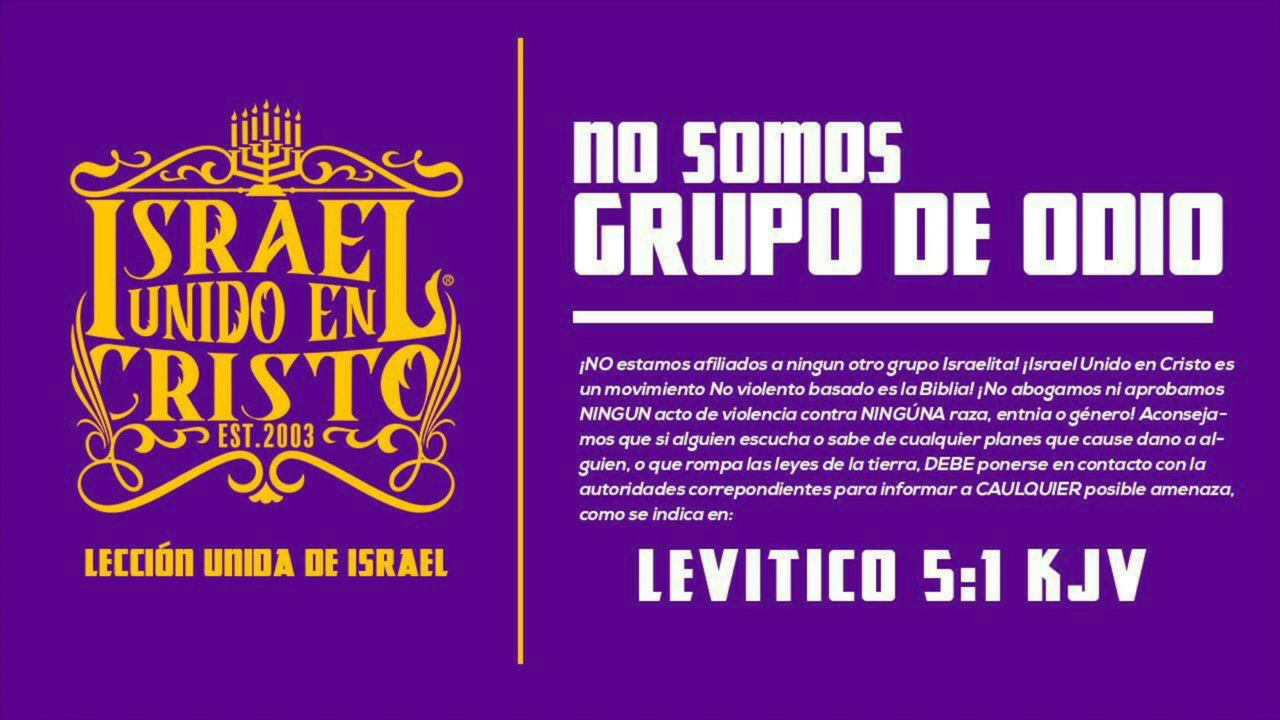 ISRAEL
UNIDO EN
CRISTO
®
EST.2003
LECCIÓN UNIDA DE ISRAEL
NO SOMOS
GRUPO DE ODIO
¡NO estamos afiliados a ningun otro grupo Israelita! ¡Israel Unido en Cristo es
un movimiento No violento basado es la Biblia! ¡No abogamos ni aprobamos
NINGUN acto de violencia contra NINGÚNA raza, entnia o género! Aconseja-
mos que si alguien escucha o sabe de cualquier planes que cause dano a al-
guien, o que rompa las leyes de la tierra, DEBE ponerse en contacto con la
autoridades correpondientes para informar a CAULQUIER posible amenaza,
como se indica en:
LEVITICO 5:1 KJV